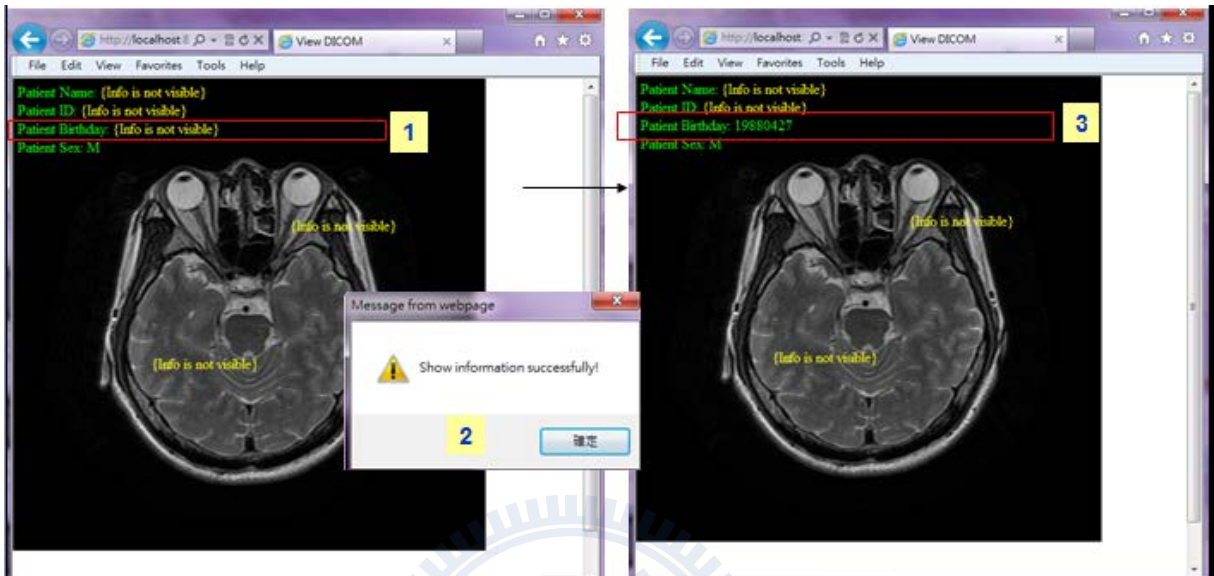 http://localhost:8
View DICOM
File Edit View Favorites Tools Help
Patient Name: {Info is not visible}
Patient ID: {Info is not visible}
Patient Birthday: {Info is not visible}
1
Patient Sex: M
{Info is not visible}
{Info is not visible}
Message from webpage
Show information successfully!
2
確定
http://localhost:
View DICOM
File Edit View Favorites Tools Help
Patient Name: {Info is not visible}
Patient ID: {Info is not visible}
Patient Birthday: 19880427
3
Patient Sex: M
{Info is not visible}
{Info is not visible}